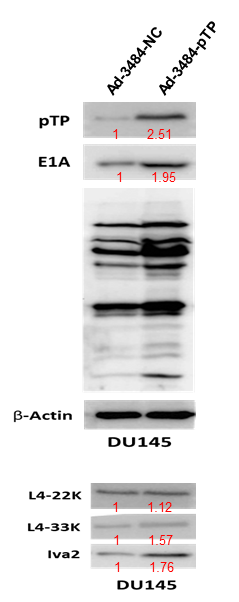 Ad-3484-NC
Ad-3484-pTP
pTP
1 2.51
E1A
1 1.95
β-Actin
DU145
L4-22K
1 1.12
L4-33K
1 1.57
Iva2
1 1.76
DU145